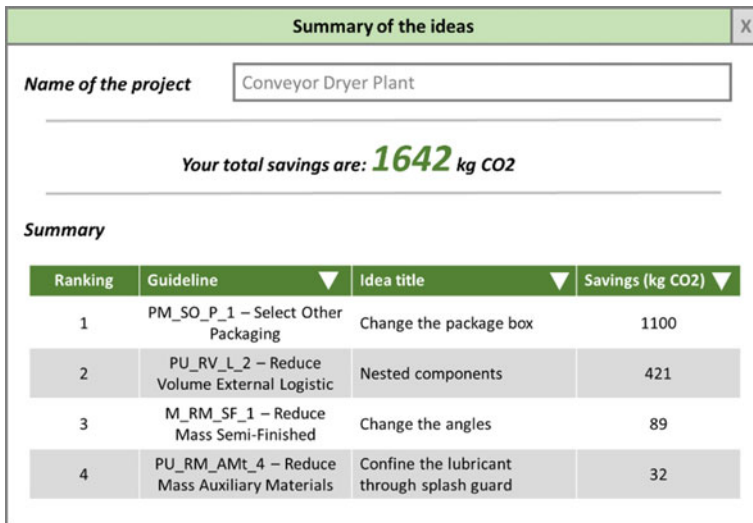 Summary of the ideas X
Name of the project Conveyor Dryer Plant
Your total savings are: 1642 kg CO2
Summary
Ranking Guideline Idea title Savings (kg CO2)
1 PM_SO_P_1 – Select Other Packaging Change the package box 1100
2 PU_RV_L_2 – Reduce Volume External Logistic Nested components 421
3 M_RM_SF_1 – Reduce Mass Semi-Finished Change the angles 89
4 PU_RM_AMt_4 – Reduce Mass Auxiliary Materials Confine the lubricant through splash guard 32